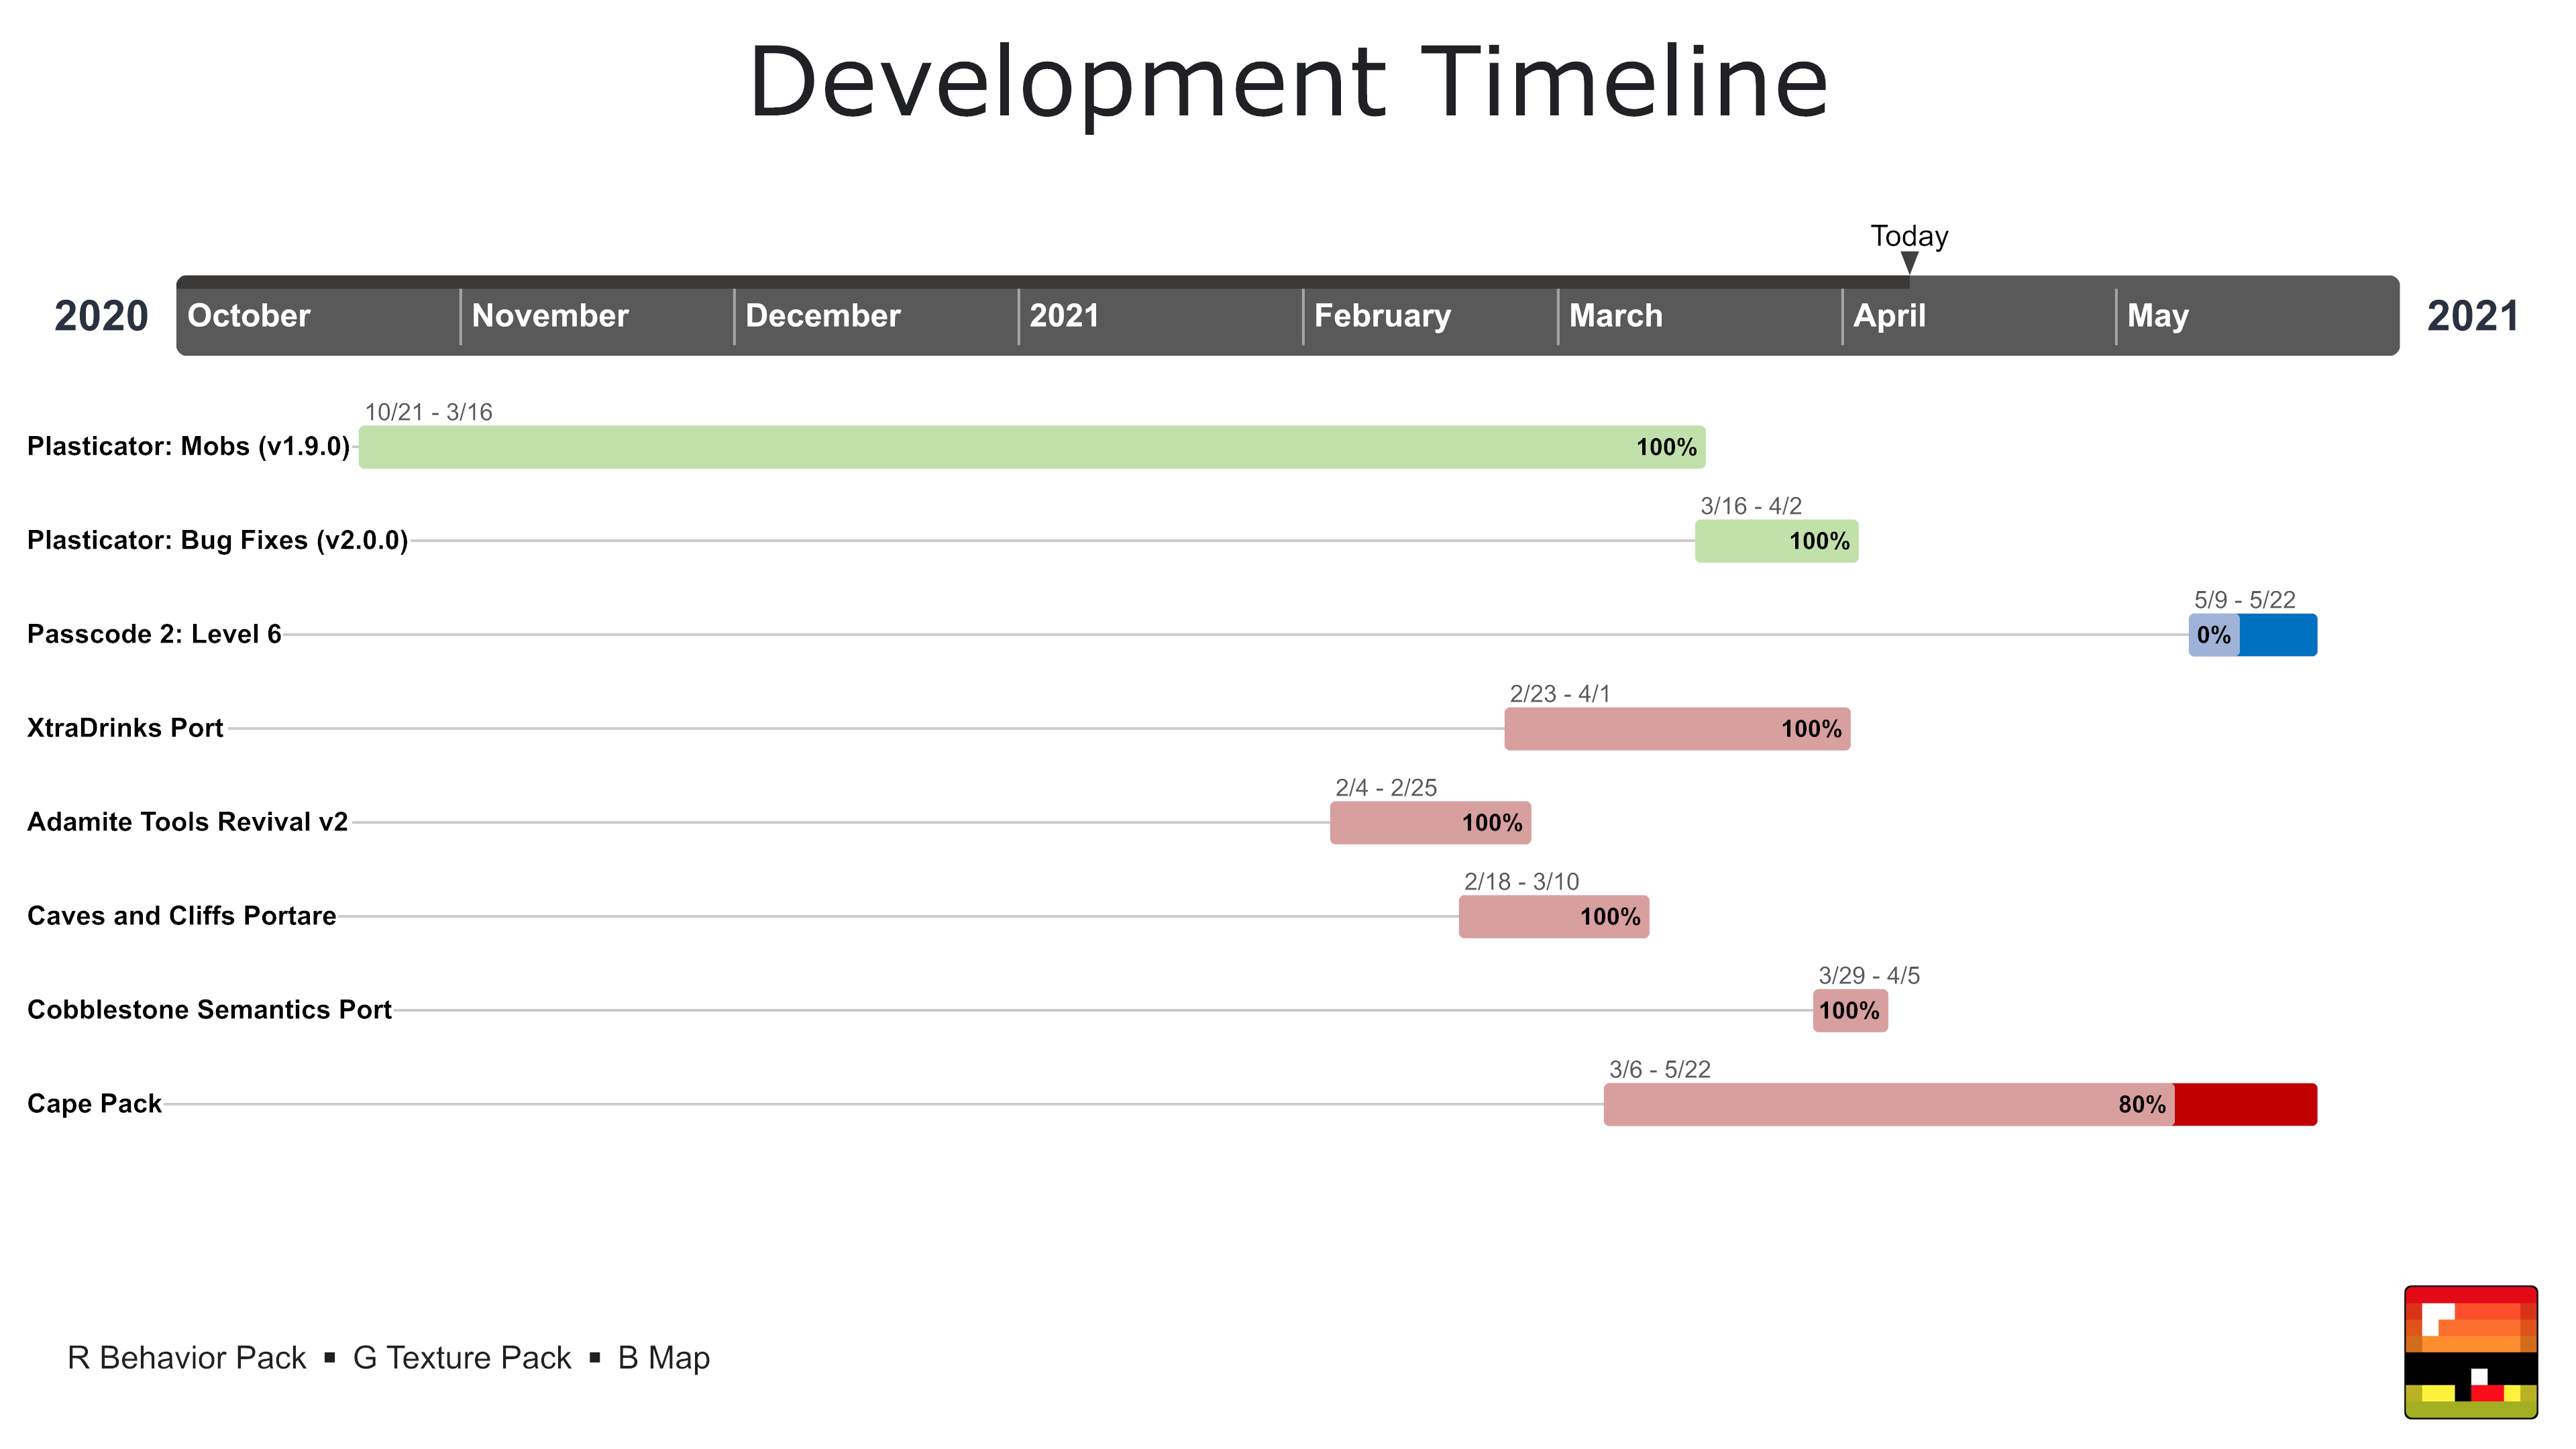 Development Timeline
Today
2020 October November December 2021 February March April May 2021
10/21 - 3/16
Plasticator: Mobs (v1.9.0) 100%
3/16 - 4/2
Plasticator: Bug Fixes (v2.0.0) 100%
5/9 - 5/22
Passcode 2: Level 6 0%
2/23 - 4/1
XtraDrinks Port 100%
2/4 - 2/25
Adamite Tools Revival v2 100%
2/18 - 3/10
Caves and Cliffs Portare 100%
3/29 - 4/5
Cobblestone Semantics Port 100%
3/6 - 5/22
Cape Pack 80%
R Behavior Pack ▪ G Texture Pack ▪ B Map